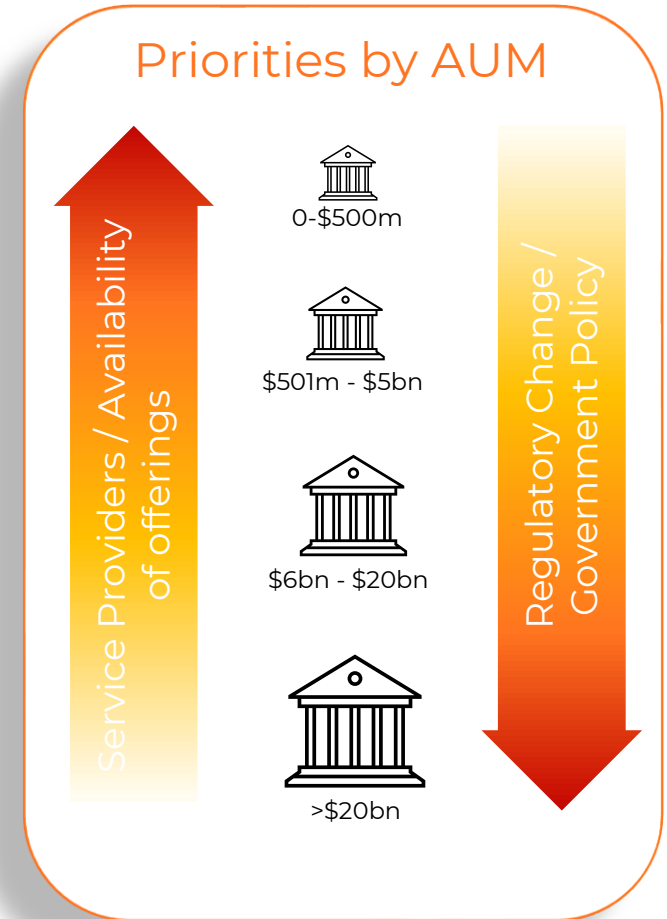 Priorities by AUM
Service Providers / Availability
of offerings
0-$500m
$501m - $5bn
$6bn - $20bn
>$20bn
Regulatory Change /
Government Policy